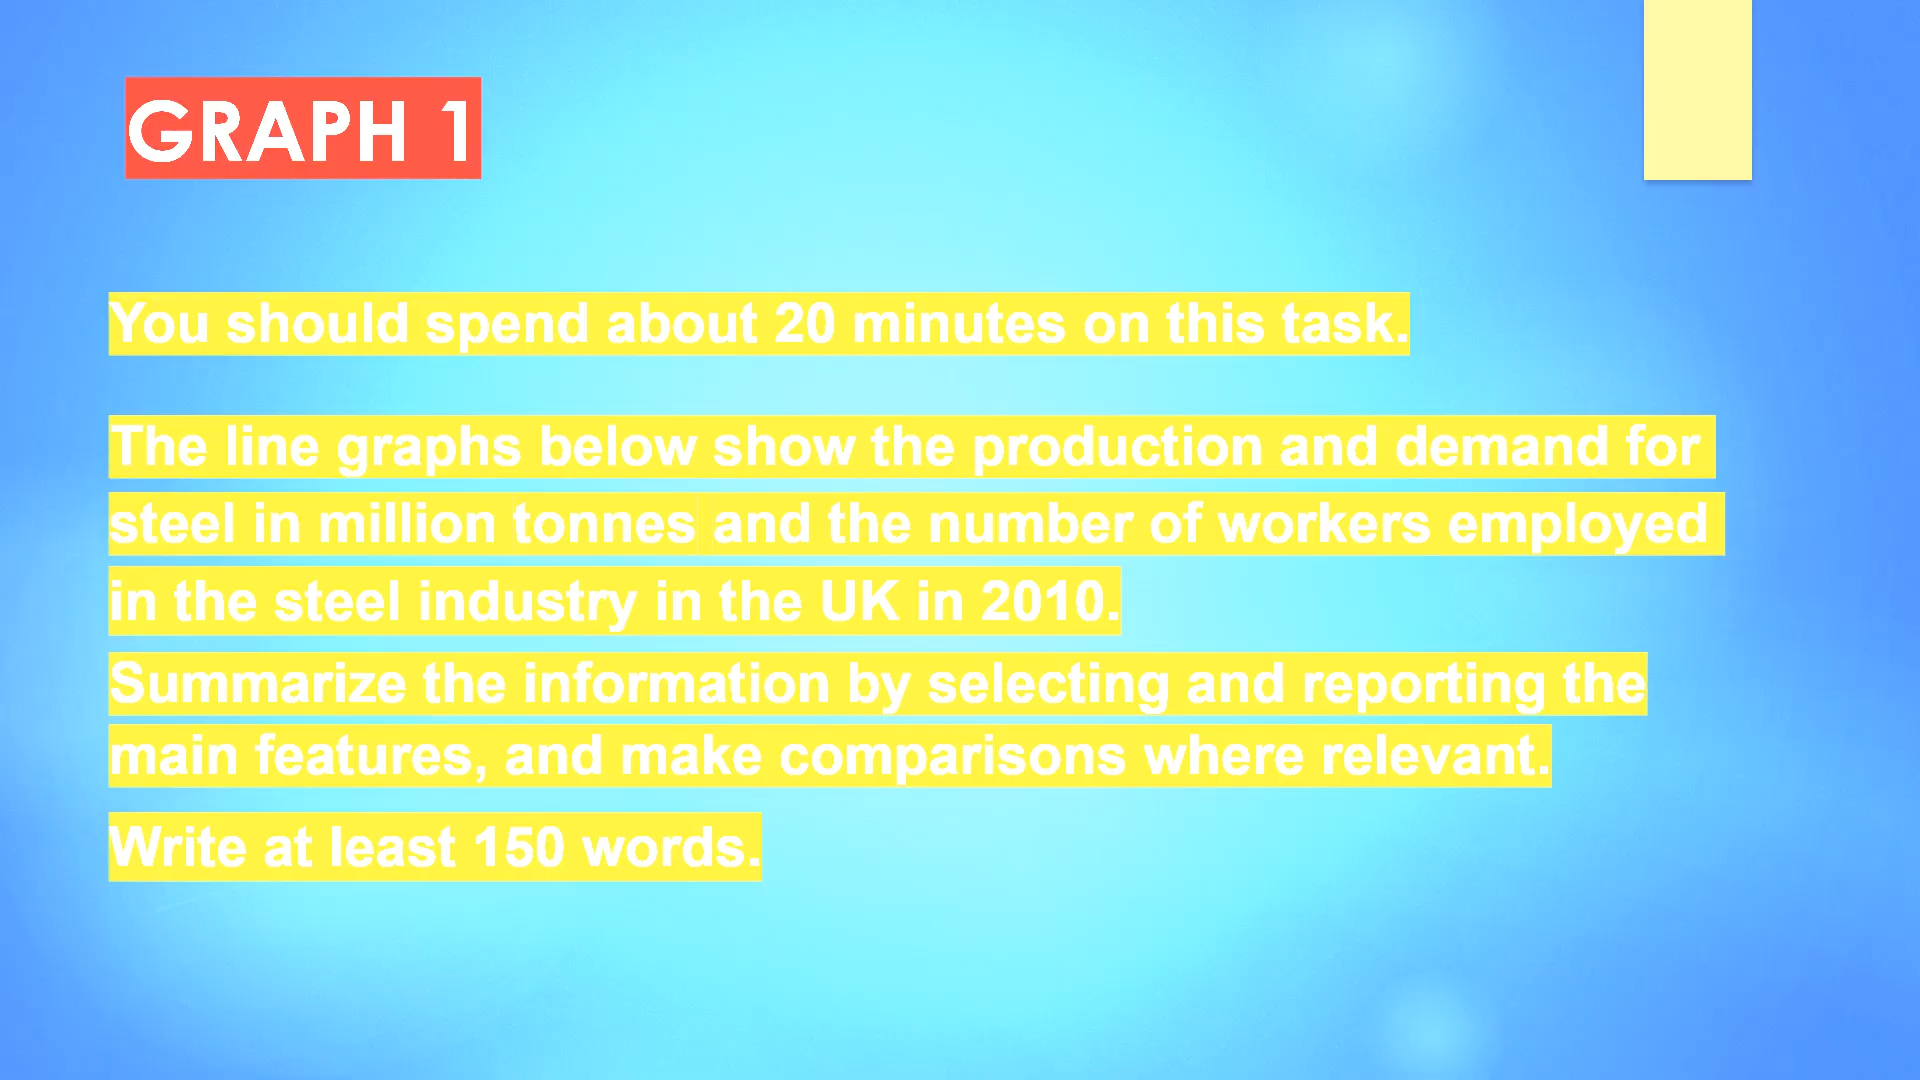 GRAPH 1
You should spend about 20 minutes on this task.
The line graphs below show the production and demand for
steel in million tonnes and the number of workers employed
in the steel industry in the UK in 2010.
Summarize the information by selecting and reporting the
main features, and make comparisons where relevant.
Write at least 150 words.